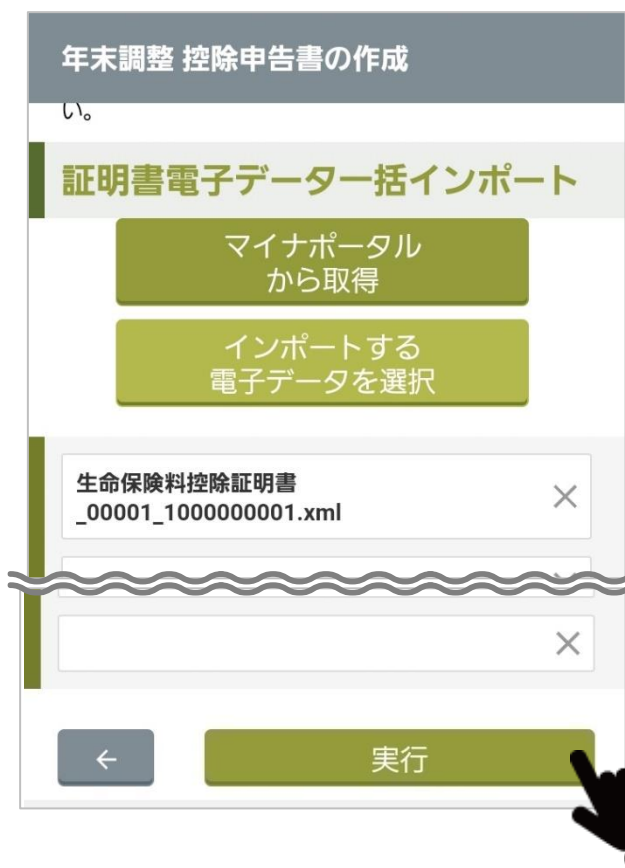 年末調整 控除申告書の作成
い。
証明書電子データ一括インポート
マイナポータル
から取得
インポートする
電子データを選択
生命保険料控除証明書
_00001_1000000001.xml
実行